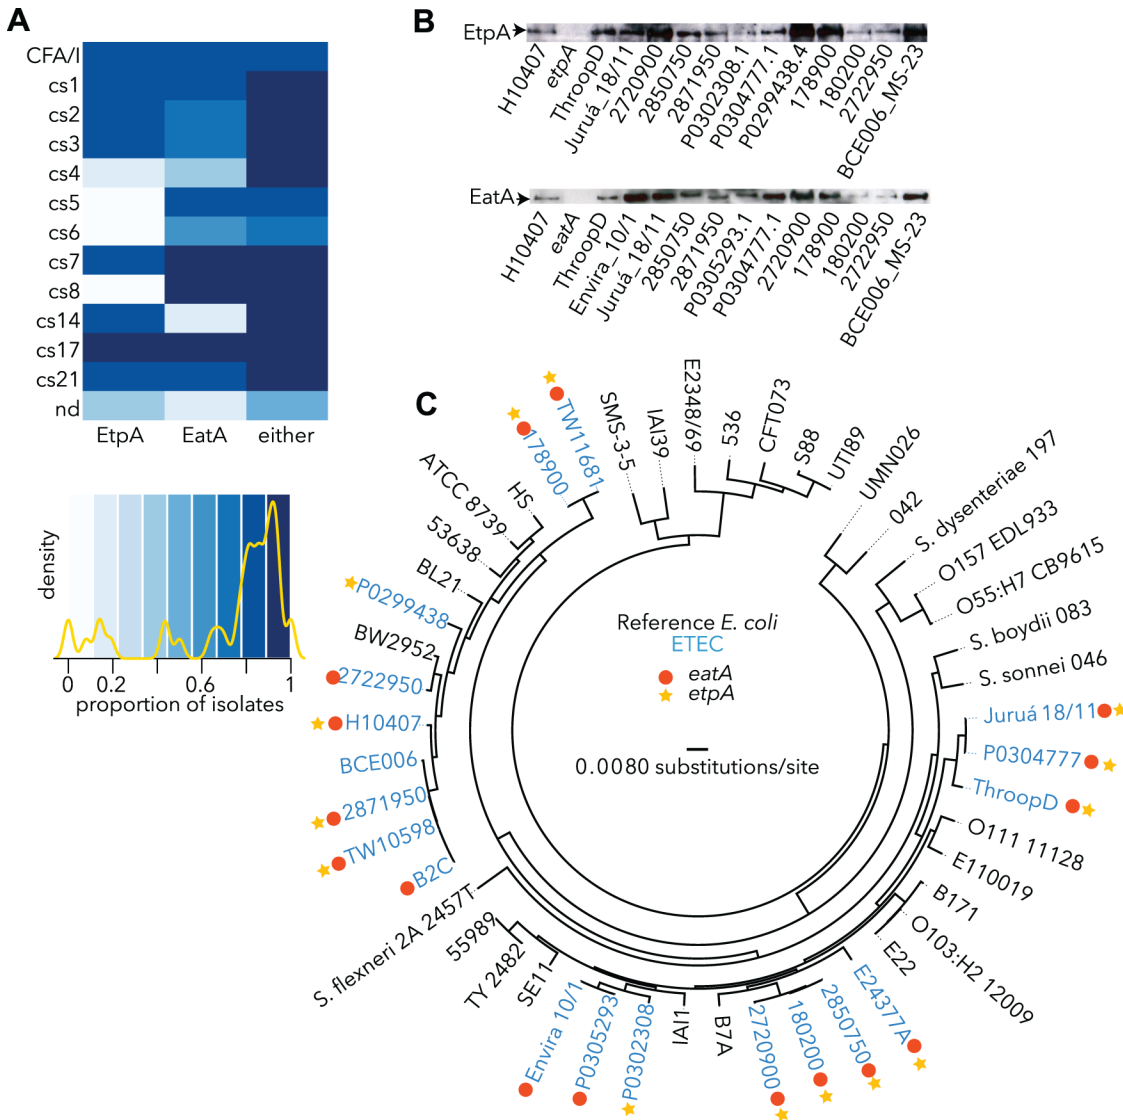 A
CFA/I
cs1
cs2
cs3
cs4
cs5
cs6
cs7
cs8
cs14
cs17
cs21
nd
EtpA
EatA
either
density
0
0.2
0.6
1
proportion of isolates
B
EtpA
H10407
etpA
ThroopD
Juruá_18/11
2720900
2850750
2871950
P0302308.1
P0304777.1
P0299438.4
178900
180200
2722950
BCE006_MS-23
EatA
H10407
eatA
ThroopD
Envira_10/1
Juruá_18/11
2850750
2871950
P0305293.1
P0304777.1
2720900
178900
180200
2722950
BCE006_MS-23
C
TW11681
178900
SMS-3-5
IAI39
E2348/69
536
CFT073
S88
UTI89
UMN026
042
S. dysenteriae 197
O157 EDL933
O55:H7 CB9615
S. boydii 083
S. sonnei 046
Juruá 18/11
P0304777
ThroopD
O111 11128
E110019
B171
O103:H2 12009
E22
E24377A
2850750
180200
2720900
B7A
IAI1
P0302308
P0305293
Envira 10/1
SE11
TY 2482
55989
S. flexneri 2A 2457T
B2C
TW10598
2871950
BCE006
H10407
2722950
BW2952
P0299438
BL21
53638
ATCC 8739
HS
Reference E. coli
ETEC
eatA
etpA
0.0080 substitutions/site